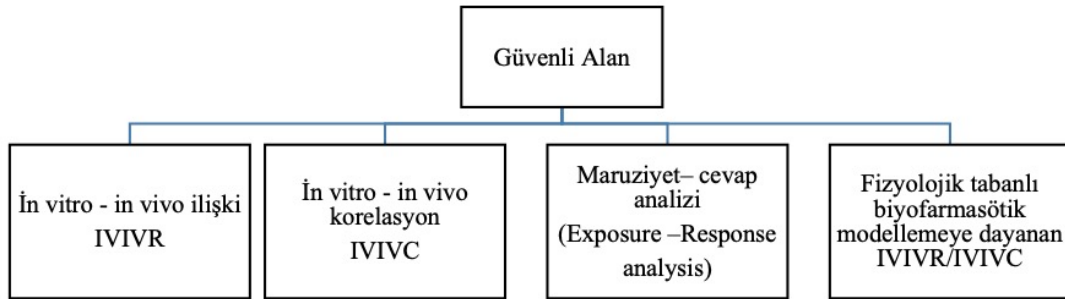 Güvenli Alan
İn vitro - in vivo ilişki
IVIVR
İn vitro - in vivo
korelasyon
IVIVC
Maruziyet– cevap
analizi
(Exposure –Response
analysis)
Fizyolojik tabanlı
biyofarmasötik
modellemeye dayanan
IVIVR/IVIVC